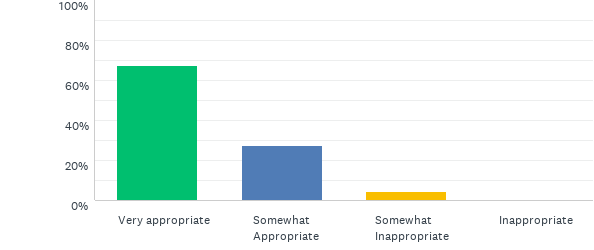 100%
80%
60%
40%
20%
0%
Very appropriate
Somewhat
Appropriate
Somewhat
Inappropriate
Inappropriate